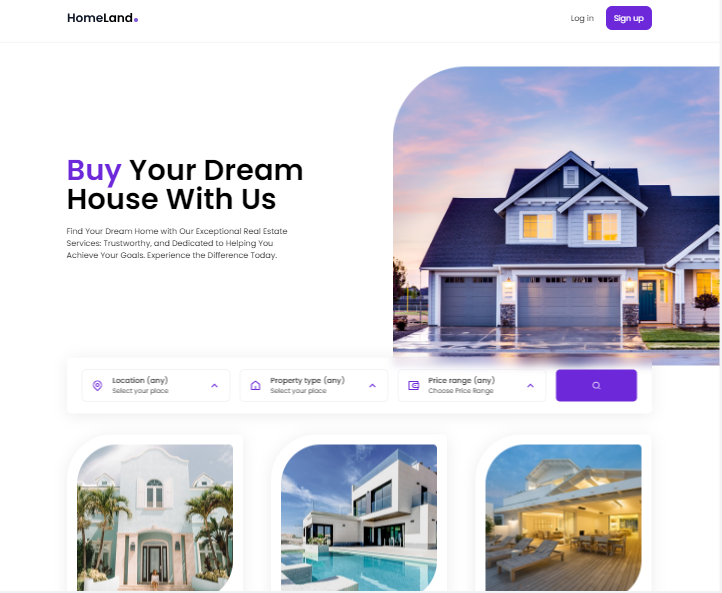 HomeLand.
Log in
Sign up
Buy Your Dream
House With Us
Find Your Dream Home with Our Exceptional Real Estate
Services: Trustworthy, and Dedicated to Helping You
Achieve Your Goals. Experience the Difference Today.
Location (any)
Select your place
Property type (any)
Select your place
Price range (any)
Choose Price Range